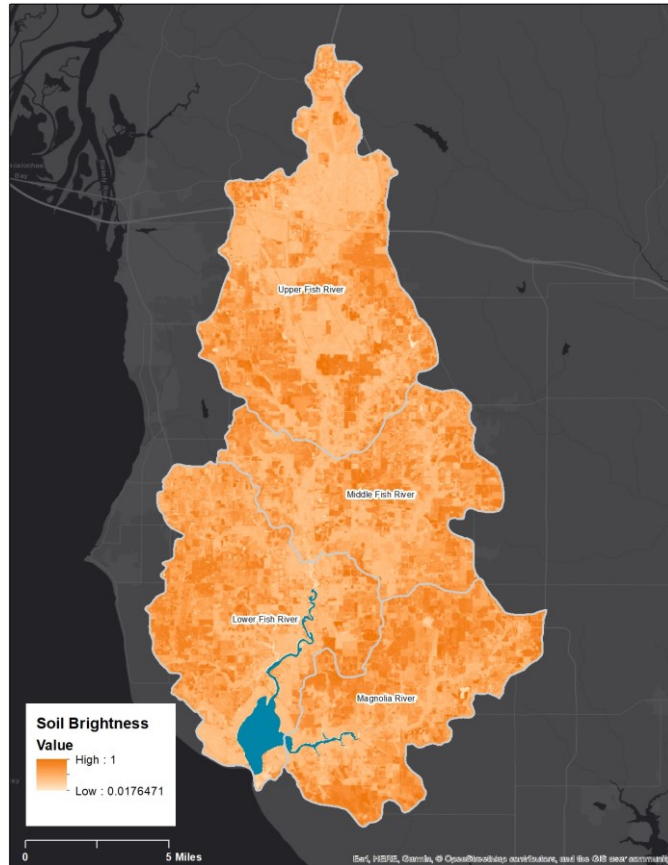 Bay
Upper Fish River
Middle Fish River
Lower Fish River
Magnolia River
Soil Brightness
Value
High : 1
Low : 0.0176471
0 5 Miles
Esri, HERE, Garmin, © OpenStreetMap contributors, and the GIS user community